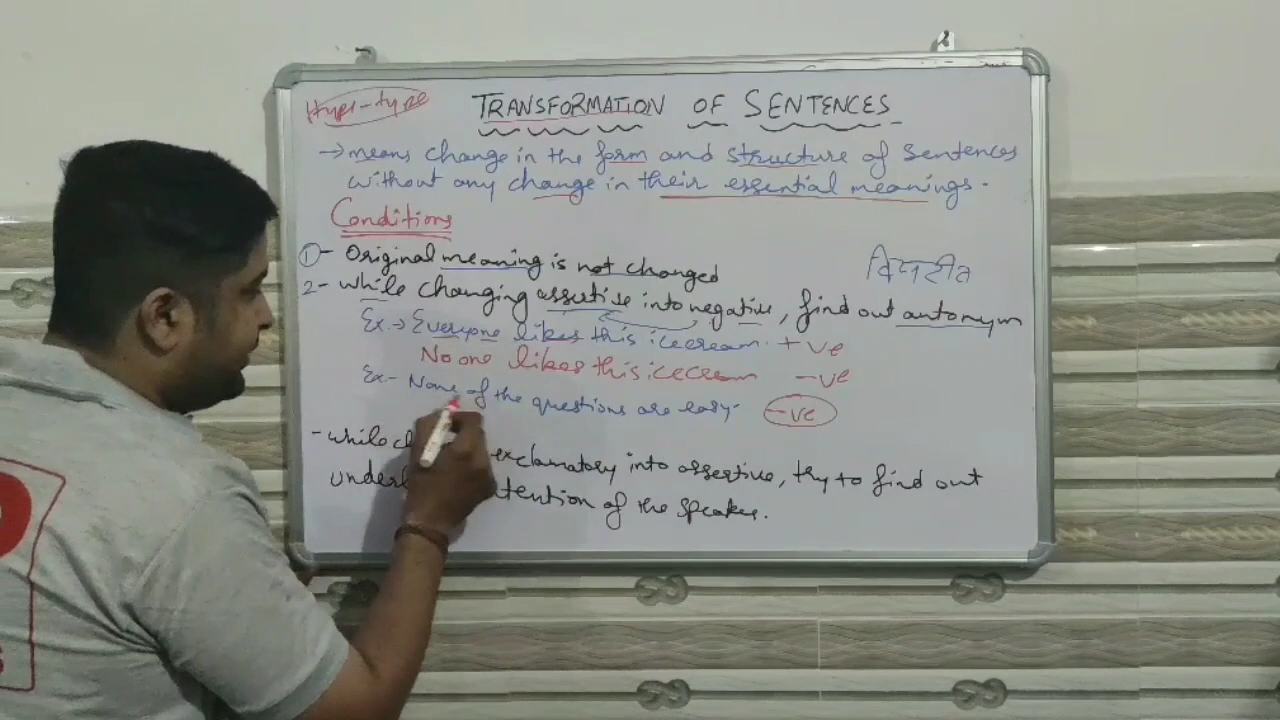 TRANSFORMATION OF SENTENCES
→ means change in the form and structure of sentences
without any change in their essential meanings.
Conditions
① - Original meaning is not changed
विपरीत
2 - while changing assertive into negative, find out antonym
Ex. → Everyone likes this icecream. +ve
No one likes this icecream -ve
Ex - None of the questions are easy. -ve
- while exclamatory into assertive, try to find out
of the speaker.